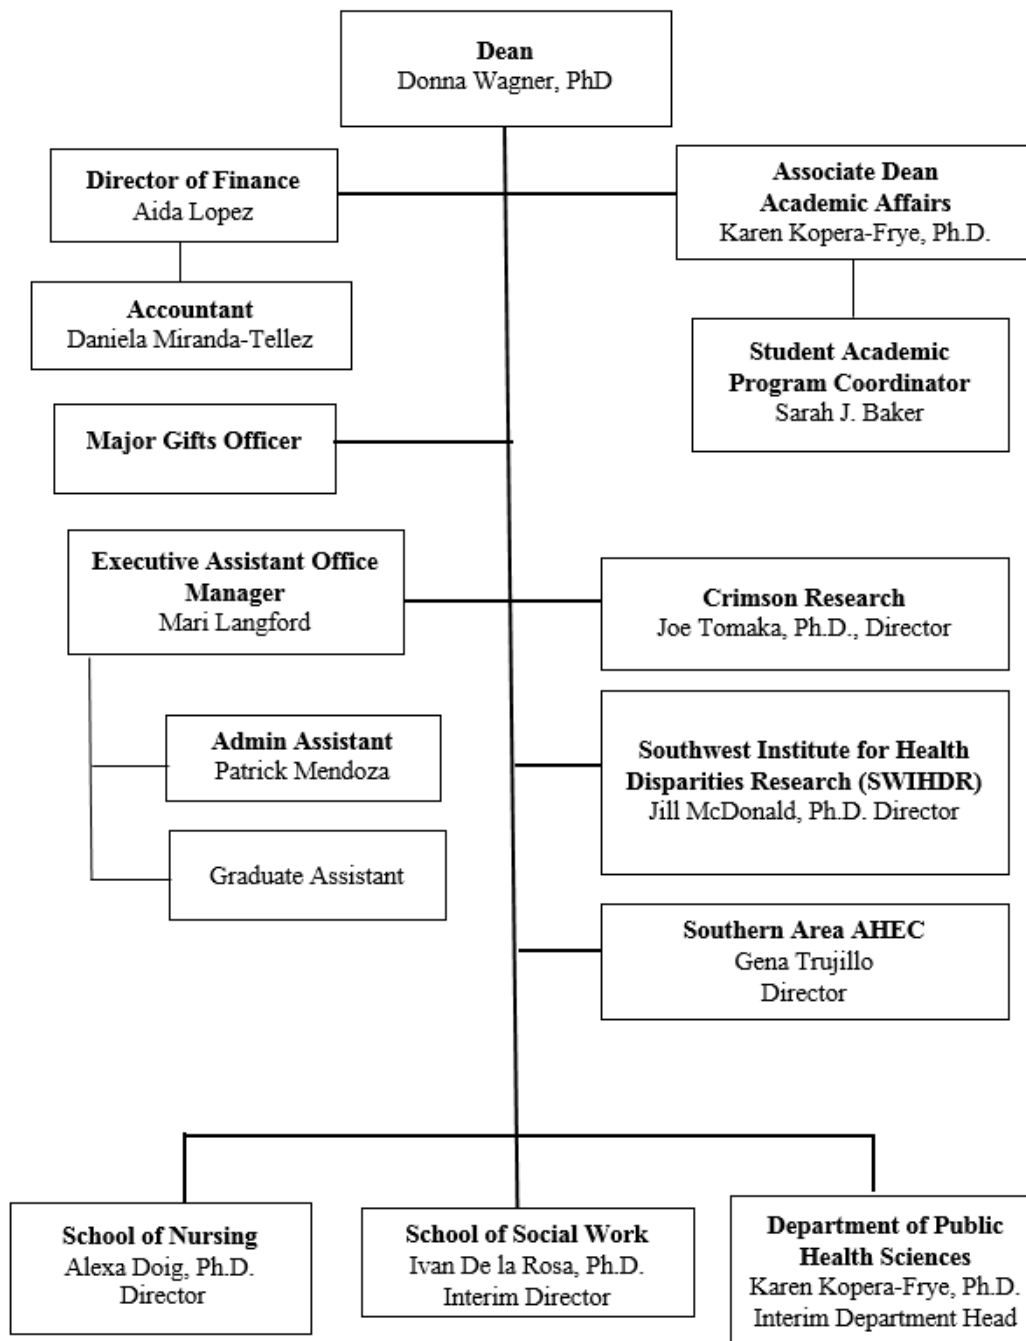 Dean
Donna Wagner, PhD
Director of Finance
Aida Lopez
Associate Dean
Academic Affairs
Karen Kopera-Frye, Ph.D.
Accountant
Daniela Miranda-Tellez
Student Academic
Program Coordinator
Sarah J. Baker
Major Gifts Officer
Executive Assistant Office
Manager
Mari Langford
Crimson Research
Joe Tomaka, Ph.D., Director
Admin Assistant
Patrick Mendoza
Southwest Institute for Health
Disparities Research (SWIHDR)
Jill McDonald, Ph.D. Director
Graduate Assistant
Southern Area AHEC
Gena Trujillo
Director
School of Nursing
Alexa Doig, Ph.D.
Director
School of Social Work
Ivan De la Rosa, Ph.D.
Interim Director
Department of Public
Health Sciences
Karen Kopera-Frye, Ph.D.
Interim Department Head